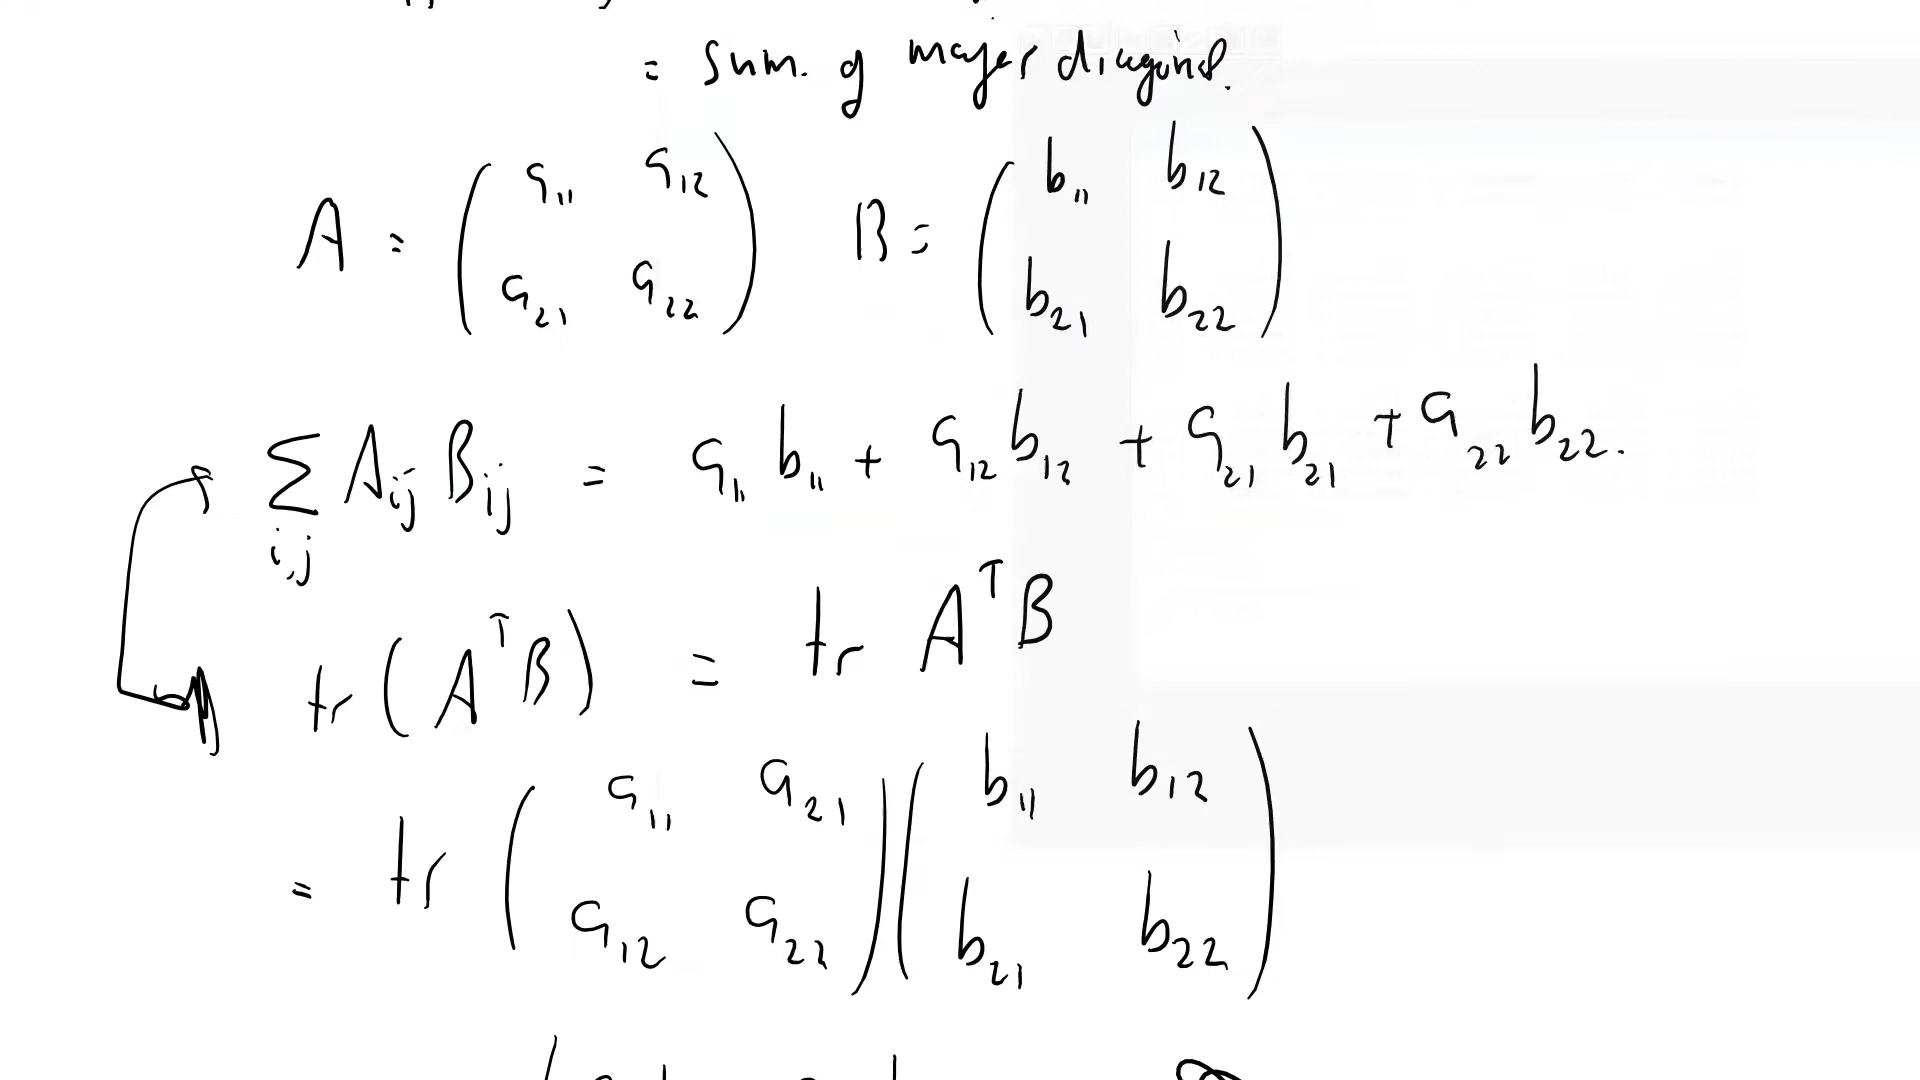 = sum. of major diagonal.
A = ( a11 a12 B = ( b11 b12
a21 a22 ) b21 b22 )
∑ Aij Bij = a11 b11 + a12 b12 + a21 b21 + a22 b22.
i,j
tr (A^T B) = tr A^T B
= tr ( a11 a21 ) ( b11 b12
a12 a22 ) b21 b22 )